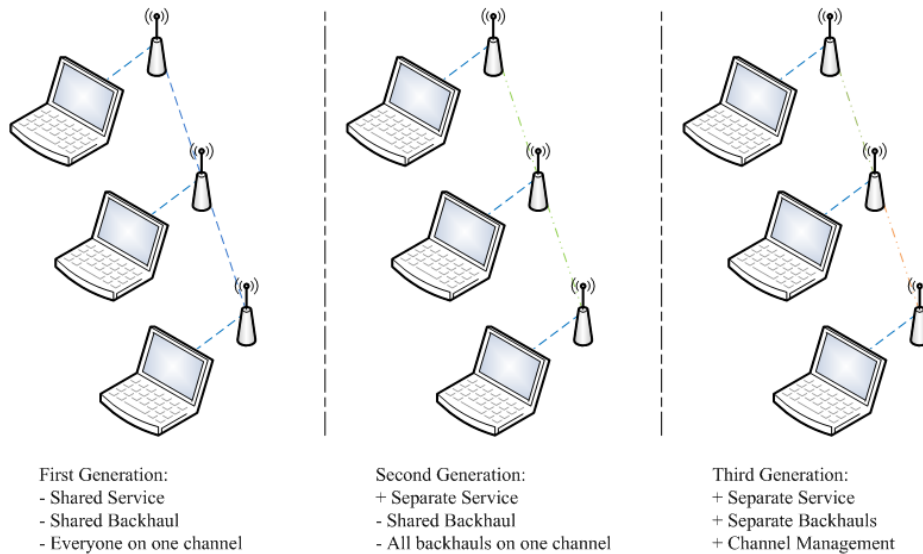 First Generation:
- Shared Service
- Shared Backhaul
- Everyone on one channel
Second Generation:
+ Separate Service
- Shared Backhaul
- All backhauls on one channel
Third Generation:
+ Separate Service
+ Separate Backhauls
+ Channel Management